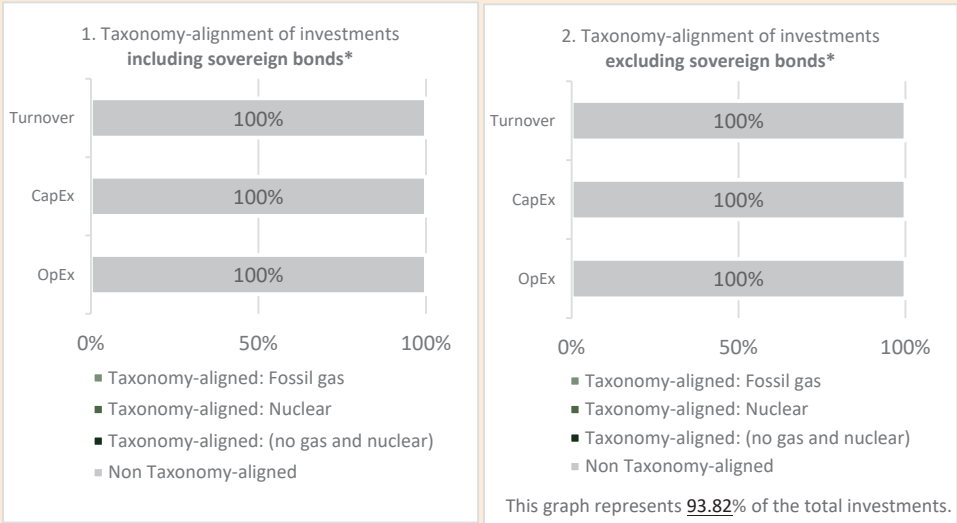 1. Taxonomy-alignment of investments
including sovereign bonds*
Turnover
100%
CapEx
100%
OpEx
100%
0%
50%
100%
Taxonomy-aligned: Fossil gas
Taxonomy-aligned: Nuclear
Taxonomy-aligned: (no gas and nuclear)
Non Taxonomy-aligned
2. Taxonomy-alignment of investments
excluding sovereign bonds*
Turnover
100%
CapEx
100%
OpEx
100%
0%
50%
100%
Taxonomy-aligned: Fossil gas
Taxonomy-aligned: Nuclear
Taxonomy-aligned: (no gas and nuclear)
Non Taxonomy-aligned
This graph represents 93.82% of the total investments.